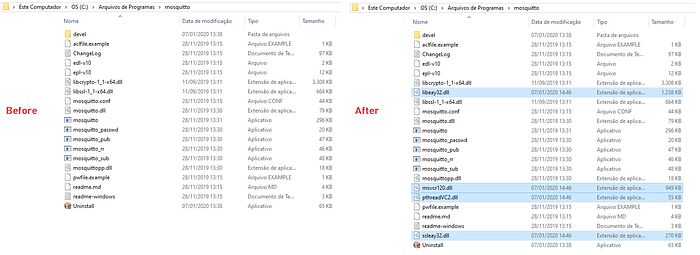 Este Computador > OS (C:) > Arquivos de Programas > mosquitto
Nome Data de modificação Tipo Tamanho
devel 07/01/2020 13:38 Pasta de arquivos
aclfile.example 28/11/2019 13:15 Arquivo EXAMPLE 1 KB
ChangeLog 28/11/2019 13:15 Documento de Te... 97 KB
edl-v10 28/11/2019 13:15 Arquivo 2 KB
epl-v10 28/11/2019 13:15 Arquivo 12 KB
libcrypto-1_1-x64.dll 11/09/2019 13:11 Extensão de aplica... 3.308 KB
libssl-1_1-x64.dll 11/09/2019 13:11 Extensão de aplica... 664 KB
mosquitto.conf 28/11/2019 13:15 Arquivo CONF 44 KB
mosquitto.dll 28/11/2019 13:30 Extensão de aplica... 79 KB
mosquitto 28/11/2019 13:31 Aplicativo 296 KB
mosquitto_passwd 28/11/2019 13:30 Aplicativo 20 KB
mosquitto_pub 28/11/2019 13:30 Aplicativo 47 KB
mosquitto_rr 28/11/2019 13:30 Aplicativo 46 KB
mosquitto_sub 28/11/2019 13:30 Aplicativo 48 KB
mosquittopp.dll 28/11/2019 13:30 Extensão de aplica... 18 KB
pwfile.example 28/11/2019 13:15 Arquivo EXAMPLE 1 KB
readme.md 28/11/2019 13:15 Arquivo MD 4 KB
readme-windows 28/11/2019 13:15 Documento de Te... 3 KB
Uninstall 07/01/2020 13:38 Aplicativo 65 KB
Before
Este Computador > OS (C:) > Arquivos de Programas > mosquitto
Nome Data de modificação Tipo Tamanho
devel 07/01/2020 13:38 Pasta de arquivos
aclfile.example 28/11/2019 13:15 Arquivo EXAMPLE 1 KB
ChangeLog 28/11/2019 13:15 Documento de Te... 97 KB
edl-v10 28/11/2019 13:15 Arquivo 2 KB
epl-v10 28/11/2019 13:15 Arquivo 12 KB
libcrypto-1_1-x64.dll 11/09/2019 13:11 Extensão de aplica... 3.308 KB
libeay32.dll 07/01/2020 14:46 Extensão de aplica... 1.238 KB
libssl-1_1-x64.dll 11/09/2019 13:11 Extensão de aplica... 664 KB
mosquitto.conf 28/11/2019 13:15 Arquivo CONF 44 KB
mosquitto.dll 28/11/2019 13:30 Extensão de aplica... 79 KB
mosquitto 28/11/2019 13:31 Aplicativo 296 KB
mosquitto_passwd 28/11/2019 13:30 Aplicativo 20 KB
mosquitto_pub 28/11/2019 13:30 Aplicativo 47 KB
mosquitto_rr 28/11/2019 13:30 Aplicativo 46 KB
mosquitto_sub 28/11/2019 13:30 Aplicativo 48 KB
mosquittopp.dll 28/11/2019 13:30 Extensão de aplica... 18 KB
msvcr120.dll 07/01/2020 14:46 Extensão de aplica... 949 KB
pthreadVC2.dll 07/01/2020 14:46 Extensão de aplica... 55 KB
pwfile.example 28/11/2019 13:15 Arquivo EXAMPLE 1 KB
readme.md 28/11/2019 13:15 Arquivo MD 4 KB
readme-windows 28/11/2019 13:15 Documento de Te... 3 KB
ssleay32.dll 07/01/2020 14:46 Extensão de aplica... 270 KB
Uninstall 07/01/2020 13:38 Aplicativo 65 KB
After